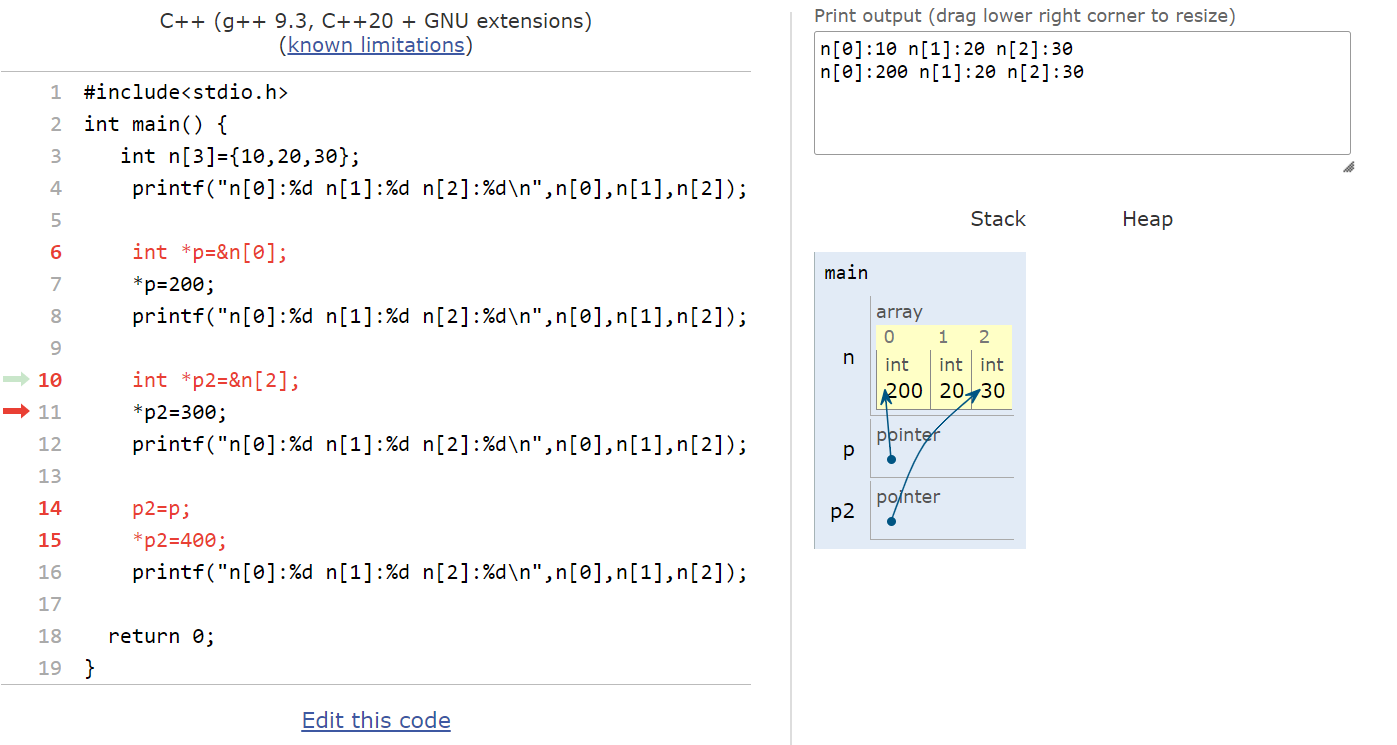 C++ (g++ 9.3, C++20 + GNU extensions)
(known limitations)
1 #include<stdio.h>
2 int main() {
3    int n[3]={10,20,30};
4     printf("n[0]:%d n[1]:%d n[2]:%d\n",n[0],n[1],n[2]);
5
6     int *p=&n[0];
7     *p=200;
8     printf("n[0]:%d n[1]:%d n[2]:%d\n",n[0],n[1],n[2]);
9
10     int *p2=&n[2];
11     *p2=300;
12     printf("n[0]:%d n[1]:%d n[2]:%d\n",n[0],n[1],n[2]);
13
14     p2=p;
15     *p2=400;
16     printf("n[0]:%d n[1]:%d n[2]:%d\n",n[0],n[1],n[2]);
17
18   return 0;
19 }
Edit this code
Print output (drag lower right corner to resize)
n[0]:10 n[1]:20 n[2]:30
n[0]:200 n[1]:20 n[2]:30
Stack Heap
main
array
0 1 2
n
int int int
200 20 30
pointer
p
pointer
p2